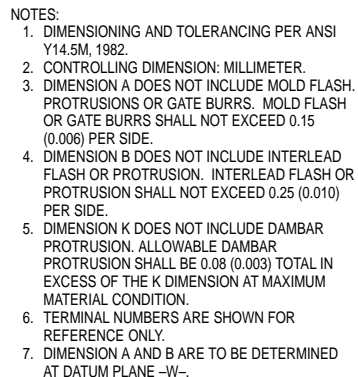 NOTES:
1. DIMENSIONING AND TOLERANCING PER ANSI
Y14.5M, 1982.
2. CONTROLLING DIMENSION: MILLIMETER.
3. DIMENSION A DOES NOT INCLUDE MOLD FLASH.
PROTRUSIONS OR GATE BURRS. MOLD FLASH
OR GATE BURRS SHALL NOT EXCEED 0.15
(0.006) PER SIDE.
4. DIMENSION B DOES NOT INCLUDE INTERLEAD
FLASH OR PROTRUSION. INTERLEAD FLASH OR
PROTRUSION SHALL NOT EXCEED 0.25 (0.010)
PER SIDE.
5. DIMENSION K DOES NOT INCLUDE DAMBAR
PROTRUSION. ALLOWABLE DAMBAR
PROTRUSION SHALL BE 0.08 (0.003) TOTAL IN
EXCESS OF THE K DIMENSION AT MAXIMUM
MATERIAL CONDITION.
6. TERMINAL NUMBERS ARE SHOWN FOR
REFERENCE ONLY.
7. DIMENSION A AND B ARE TO BE DETERMINED
AT DATUM PLANE –W–.